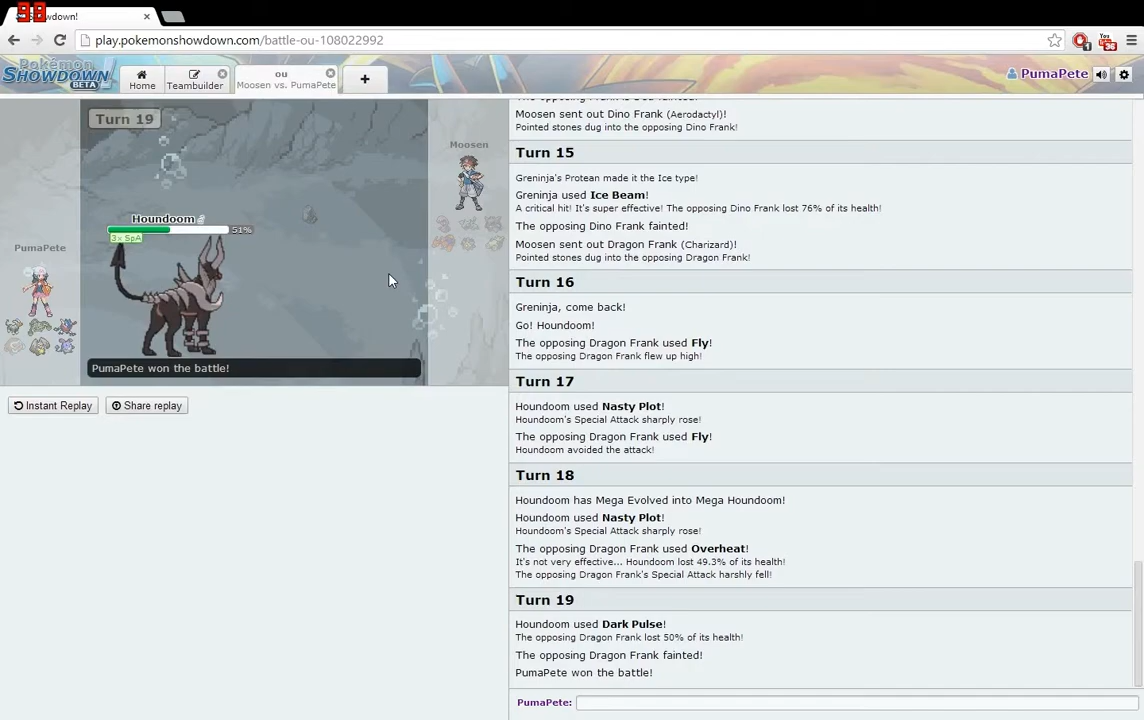 98
Showdown!
play.pokemonshowdown.com/battle-ou-108022992
Pokémon
Showdown!
BETA
Home
Teambuilder
ou
Moosen vs. PumaPete
PumaPete
Turn 19
Moosen
PumaPete
Houndoom
51%
3x SpA
PumaPete won the battle!
Instant Replay
Share replay
Moosen sent out Dino Frank (Aerodactyl)!
Pointed stones dug into the opposing Dino Frank!
Turn 15
Greninja's Protean made it the Ice type!
Greninja used Ice Beam!
A critical hit! It's super effective! The opposing Dino Frank lost 76% of its health!
The opposing Dino Frank fainted!
Moosen sent out Dragon Frank (Charizard)!
Pointed stones dug into the opposing Dragon Frank!
Turn 16
Greninja, come back!
Go! Houndoom!
The opposing Dragon Frank used Fly!
The opposing Dragon Frank flew up high!
Turn 17
Houndoom used Nasty Plot!
Houndoom's Special Attack sharply rose!
The opposing Dragon Frank used Fly!
Houndoom avoided the attack!
Turn 18
Houndoom has Mega Evolved into Mega Houndoom!
Houndoom used Nasty Plot!
Houndoom's Special Attack sharply rose!
The opposing Dragon Frank used Overheat!
It's not very effective... Houndoom lost 49.3% of its health!
The opposing Dragon Frank's Special Attack harshly fell!
Turn 19
Houndoom used Dark Pulse!
The opposing Dragon Frank lost 50% of its health!
The opposing Dragon Frank fainted!
PumaPete won the battle!
PumaPete: